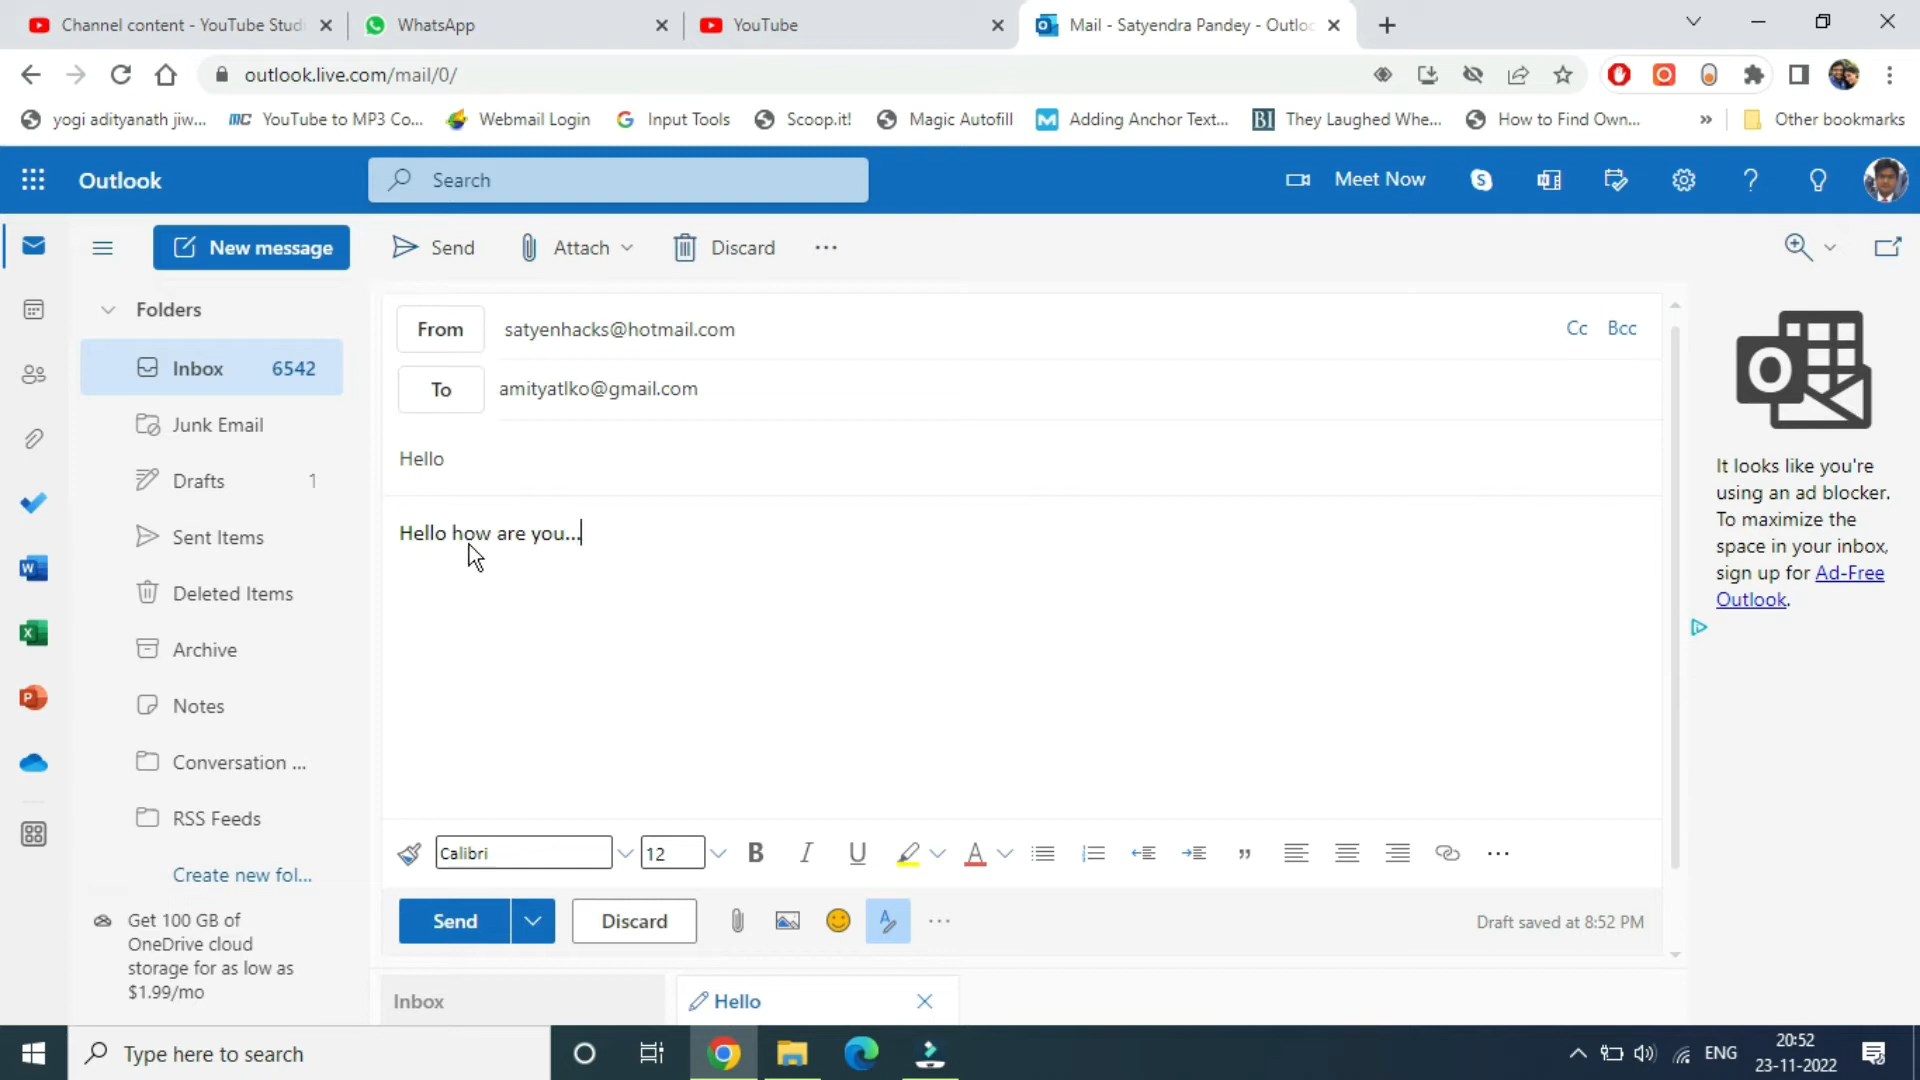 Channel content - YouTube Studi
WhatsApp
YouTube
Mail - Satyendra Pandey - Outlo
outlook.live.com/mail/0/
yogi adityanath jiw...
YouTube to MP3 Co...
Webmail Login
Input Tools
Scoop.it!
Magic Autofill
Adding Anchor Text...
They Laughed Whe...
How to Find Own...
Other bookmarks
Outlook
Search
Meet Now
New message
Send
Attach
Discard
Folders
Inbox 6542
Junk Email
Drafts 1
Sent Items
Deleted Items
Archive
Notes
Conversation ...
RSS Feeds
Create new fol...
Get 100 GB of
OneDrive cloud
storage for as low as
$1.99/mo
From satyenhacks@hotmail.com Cc Bcc
To amityatlko@gmail.com
Hello
Hello how are you...
Calibri 12
Send Discard
Draft saved at 8:52 PM
Inbox
Hello
It looks like you're
using an ad blocker.
To maximize the
space in your inbox,
sign up for Ad-Free
Outlook.
Type here to search
ENG
20:52
23-11-2022